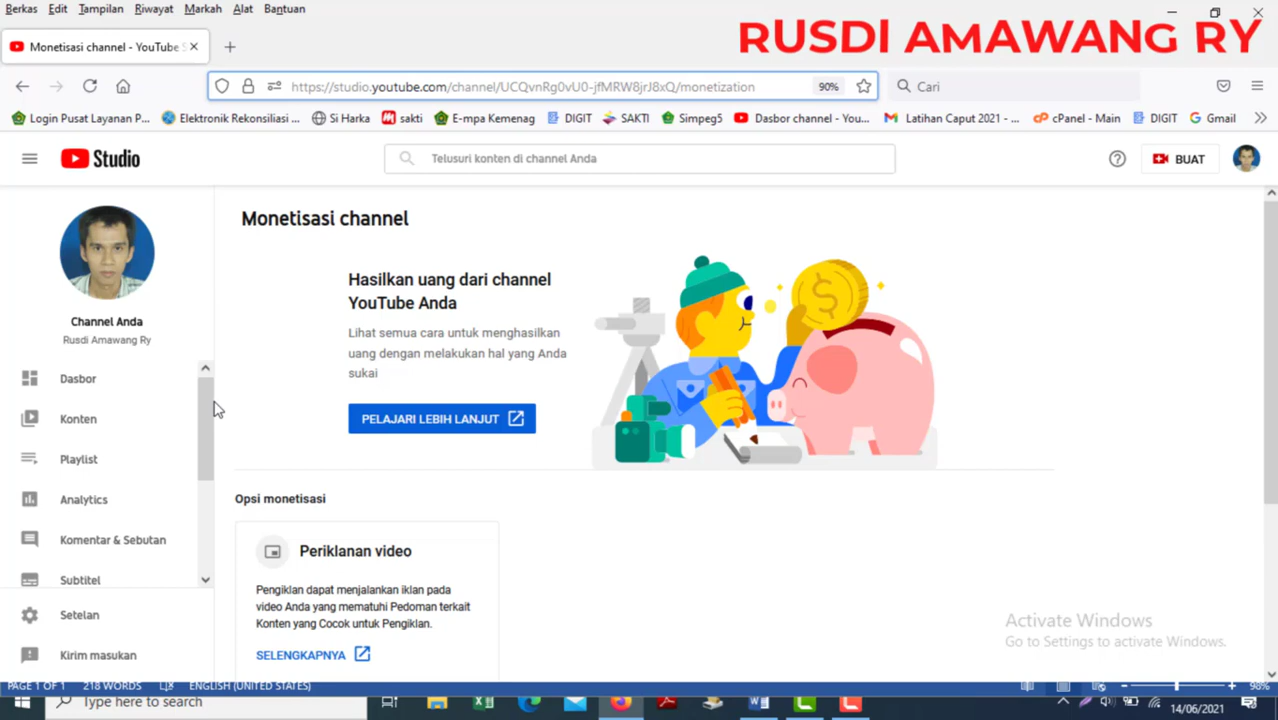 Berkas Edit Tampilan Riwayat Markah Alat Bantuan
RUSDI AMAWANG RY
Monetisasi channel - YouTube S
https://studio.youtube.com/channel/UCQvnRg0vU0-jfMRW8jrJ8xQ/monetization 90% Cari
Login Pusat Layanan P... Elektronik Rekonsiliasi ... Si Harka sakti E-mpa Kemenag DIGIT SAKTI Simpeg5 Dasbor channel - You... Latihan Caput 2021 - ... cPanel - Main DIGIT Gmail
Studio
Telusuri konten di channel Anda
BUAT
Monetisasi channel
Hasilkan uang dari channel
YouTube Anda
Lihat semua cara untuk menghasilkan
uang dengan melakukan hal yang Anda
sukai
PELAJARI LEBIH LANJUT
Channel Anda
Rusdi Amawang Ry
Dasbor
Konten
Playlist
Analytics
Komentar & Sebutan
Subtitel
Setelan
Kirim masukan
Opsi monetisasi
Periklanan video
Pengiklan dapat menjalankan iklan pada
video Anda yang mematuhi Pedoman terkait
Konten yang Cocok untuk Pengiklan.
SELENGKAPNYA
Activate Windows
Go to Settings to activate Windows.
PAGE 1 OF 1 218 WORDS ENGLISH (UNITED STATES) 98%
Type here to search
14/06/2021